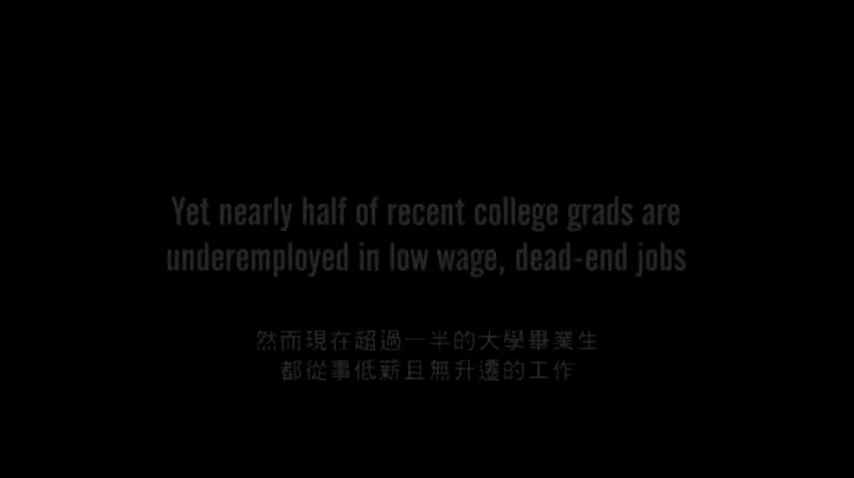 Yet nearly half of recent college grads are
underemployed in low wage, dead-end jobs
然而現在超過一半的大學畢業生
都從事低薪且無升遷的工作